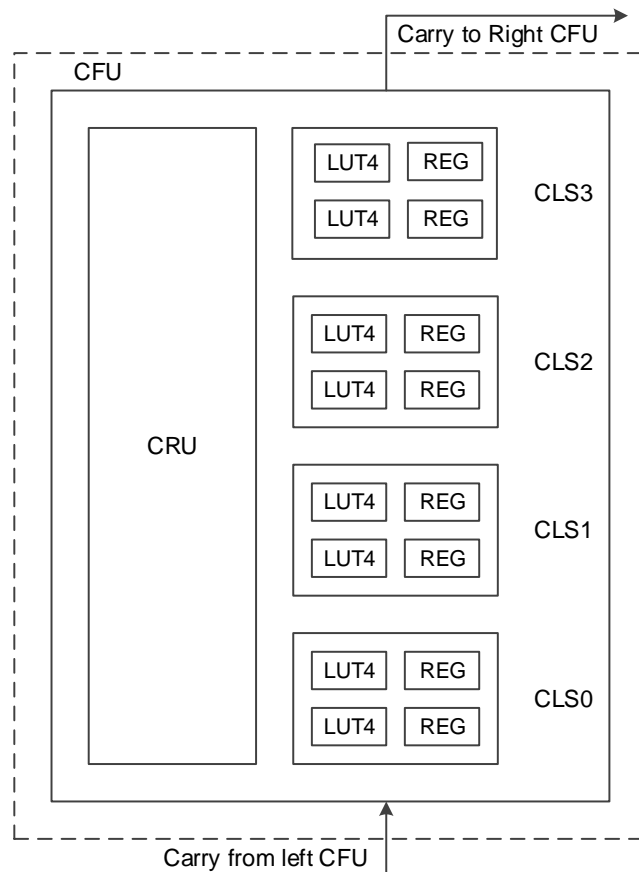 Carry to Right CFU
CFU
LUT4 REG
CLS3
LUT4 REG
LUT4 REG
CLS2
LUT4 REG
CRU
LUT4 REG
CLS1
LUT4 REG
LUT4 REG
CLS0
LUT4 REG
Carry from left CFU